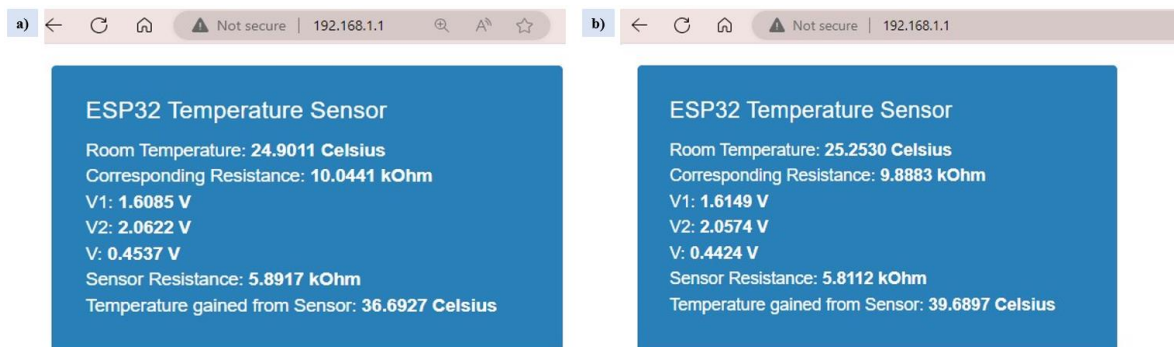 a)
Not secure | 192.168.1.1
ESP32 Temperature Sensor
Room Temperature: 24.9011 Celsius
Corresponding Resistance: 10.0441 kOhm
V1: 1.6085 V
V2: 2.0622 V
V: 0.4537 V
Sensor Resistance: 5.8917 kOhm
Temperature gained from Sensor: 36.6927 Celsius
b)
Not secure | 192.168.1.1
ESP32 Temperature Sensor
Room Temperature: 25.2530 Celsius
Corresponding Resistance: 9.8883 kOhm
V1: 1.6149 V
V2: 2.0574 V
V: 0.4424 V
Sensor Resistance: 5.8112 kOhm
Temperature gained from Sensor: 39.6897 Celsius